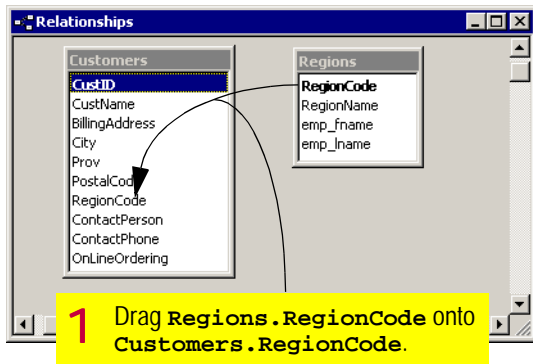 Relationships
Customers
CustID
CustName
BillingAddress
City
Prov
PostalCode
RegionCode
ContactPerson
ContactPhone
OnLineOrdering
Regions
RegionCode
RegionName
emp_fname
emp_lname
1 Drag Regions.RegionCode onto
Customers.RegionCode.